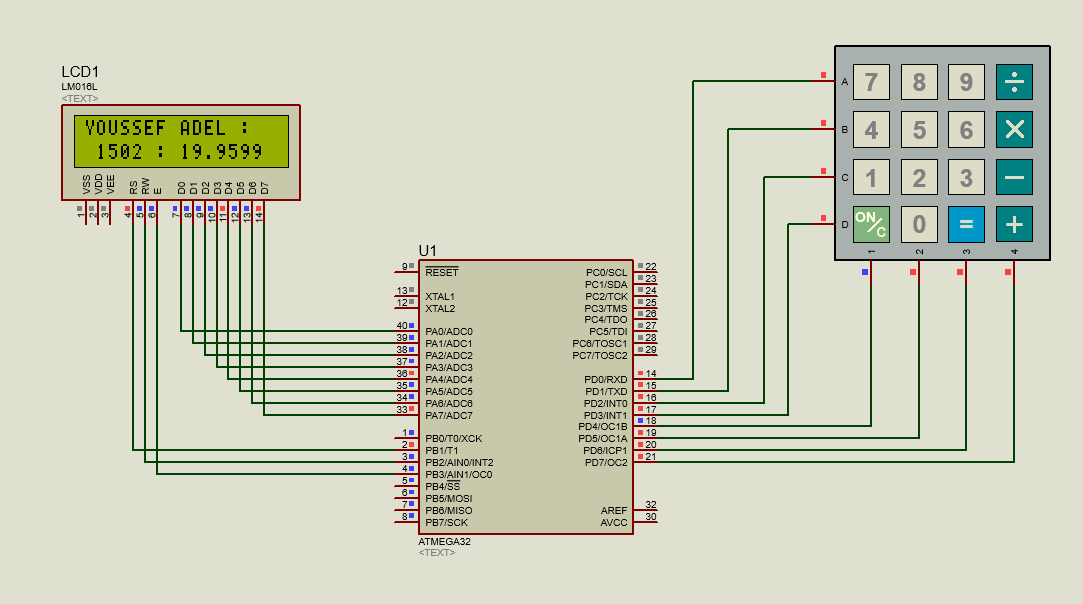 LCD1
LM016L
<TEXT>
YOUSSEF ADEL :
1502 : 19.9599
VSS VDD VEE RS RW E D0 D1 D2 D3 D4 D5 D6 D7
1 2 3 4 5 6 7 8 9 10 11 12 13 14
U1
9 RESET
13 XTAL1
12 XTAL2
40 PA0/ADC0
39 PA1/ADC1
38 PA2/ADC2
37 PA3/ADC3
36 PA4/ADC4
35 PA5/ADC5
34 PA6/ADC6
33 PA7/ADC7
1 PB0/T0/XCK
2 PB1/T1
3 PB2/AIN0/INT2
4 PB3/AIN1/OC0
5 PB4/SS
6 PB5/MOSI
7 PB6/MISO
8 PB7/SCK
PC0/SCL 22
PC1/SDA 23
PC2/TCK 24
PC3/TMS 25
PC4/TDO 26
PC5/TDI 27
PC6/TOSC1 28
PC7/TOSC2 29
PD0/RXD 14
PD1/TXD 15
PD2/INT0 16
PD3/INT1 17
PD4/OC1B 18
PD5/OC1A 19
PD6/ICP1 20
PD7/OC2 21
AREF 32
AVCC 30
ATMEGA32
<TEXT>
A 7 8 9 ÷
B 4 5 6 ×
C 1 2 3 −
D ON/C 0 = +
1 2 3 4